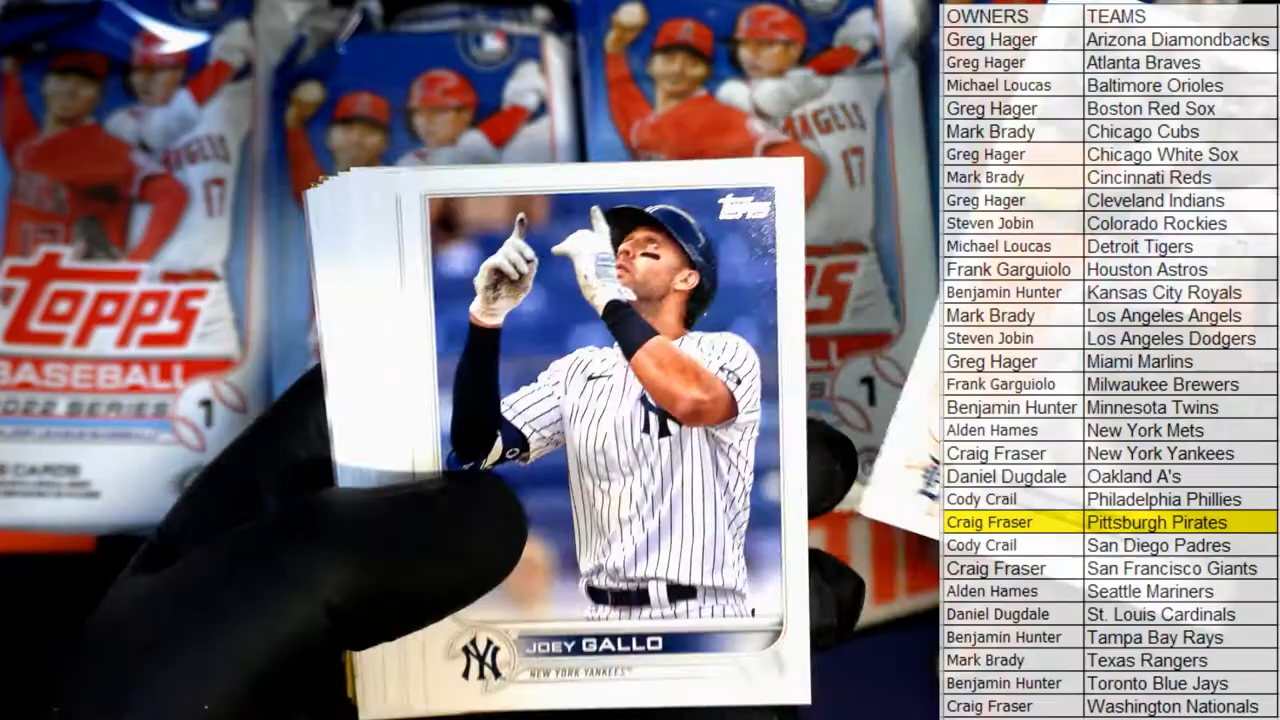 ANGELS
17
Topps
BASEBALL
2022 SERIES
1
CARDS
ANGELS
17
1
topps
NY
JOEY GALLO
NEW YORK YANKEES
OWNERS TEAMS
Greg Hager Arizona Diamondbacks
Greg Hager Atlanta Braves
Michael Loucas Baltimore Orioles
Greg Hager Boston Red Sox
Mark Brady Chicago Cubs
Greg Hager Chicago White Sox
Mark Brady Cincinnati Reds
Greg Hager Cleveland Indians
Steven Jobin Colorado Rockies
Michael Loucas Detroit Tigers
Frank Garguiolo Houston Astros
Benjamin Hunter Kansas City Royals
Mark Brady Los Angeles Angels
Steven Jobin Los Angeles Dodgers
Greg Hager Miami Marlins
Frank Garguiolo Milwaukee Brewers
Benjamin Hunter Minnesota Twins
Alden Hames New York Mets
Craig Fraser New York Yankees
Daniel Dugdale Oakland A's
Cody Crail Philadelphia Phillies
Craig Fraser Pittsburgh Pirates
Cody Crail San Diego Padres
Craig Fraser San Francisco Giants
Alden Hames Seattle Mariners
Daniel Dugdale St. Louis Cardinals
Benjamin Hunter Tampa Bay Rays
Mark Brady Texas Rangers
Benjamin Hunter Toronto Blue Jays
Craig Fraser Washington Nationals